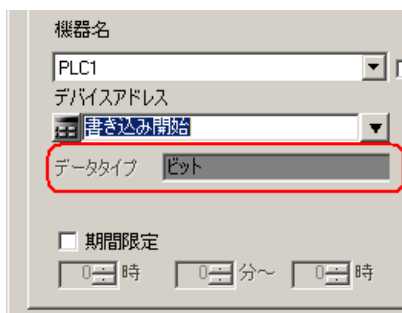 機器名
PLC1
デバイスアドレス
書き込み開始
データタイプ ビット
期間限定
0 時 0 分～ 0 時